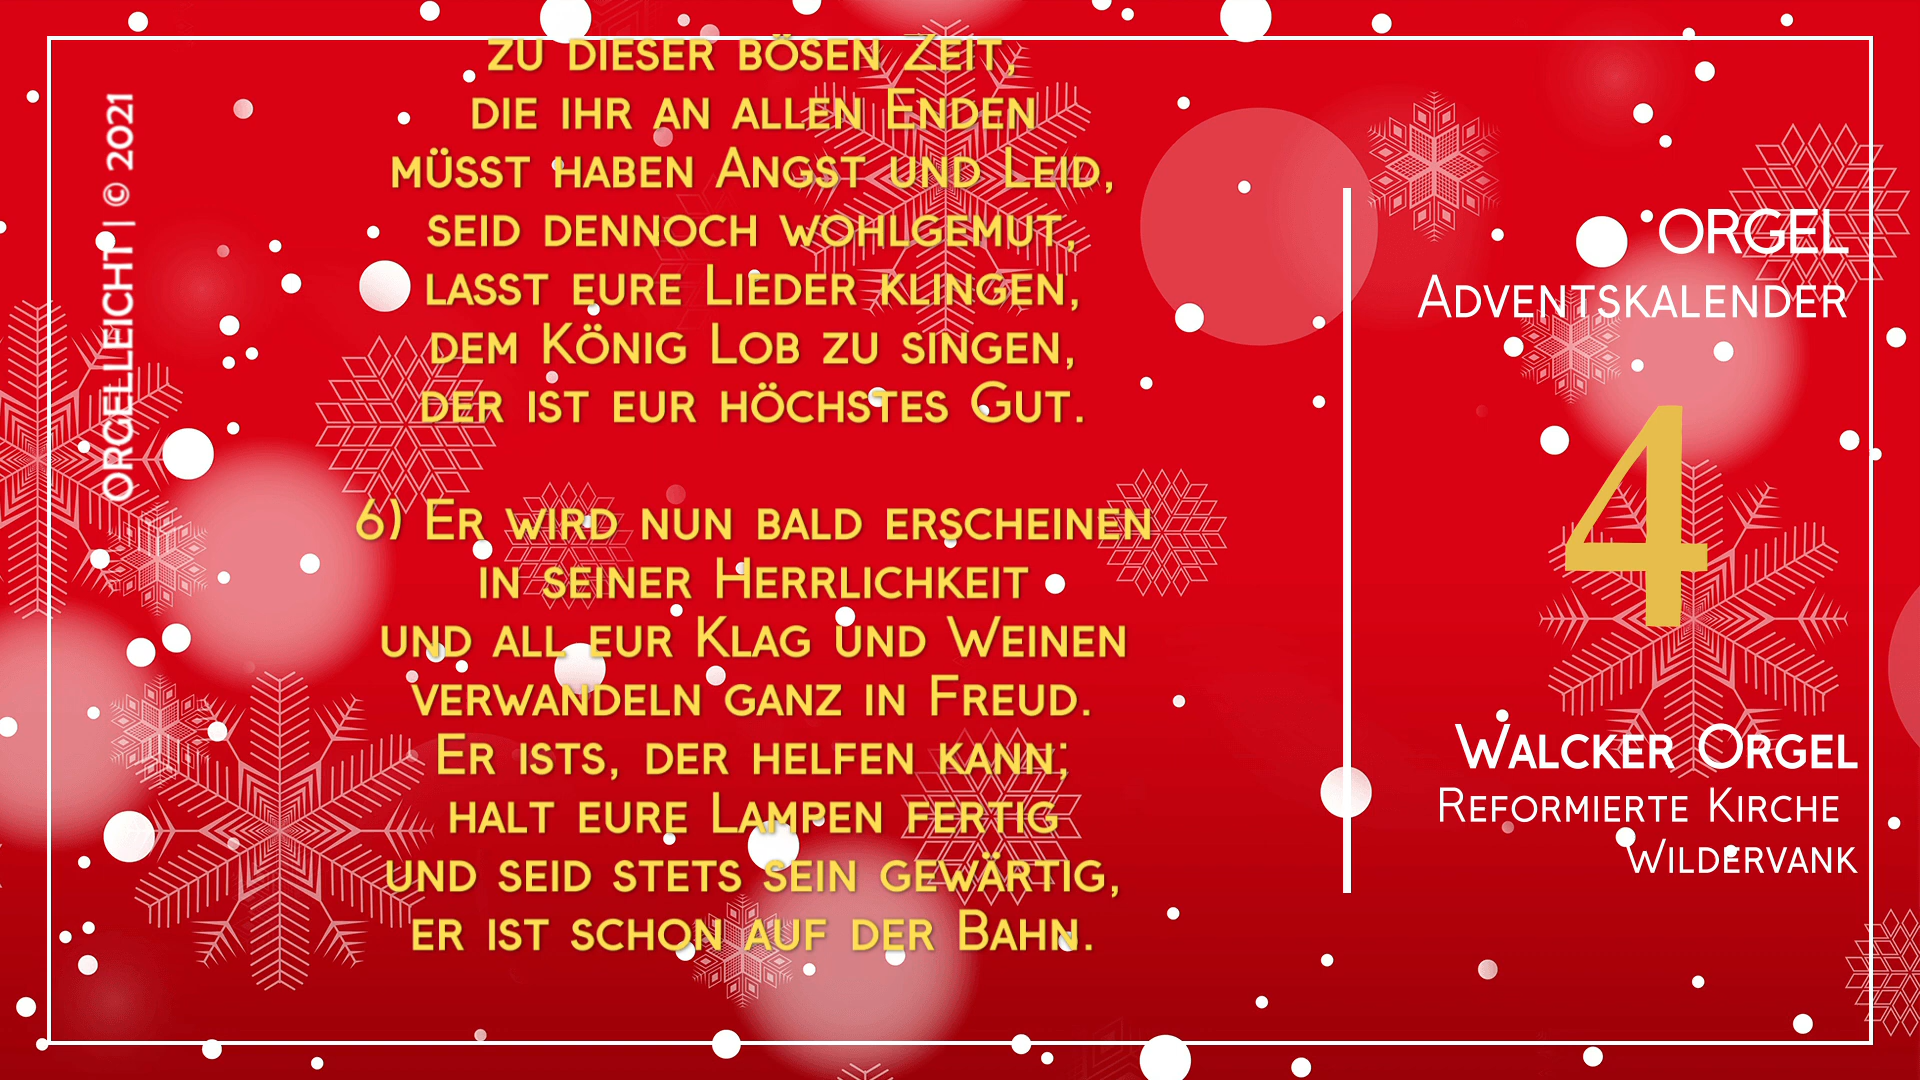 zu dieser bösen Zeit,
die ihr an allen Enden
müsst haben Angst und Leid,
seid dennoch wohlgemut,
lasst eure Lieder klingen,
dem König Lob zu singen,
der ist eur höchstes Gut.
6) Er wird nun bald erscheinen
in seiner Herrlichkeit
und all eur Klag und Weinen
verwandeln ganz in Freud.
Er ists, der helfen kann;
halt eure Lampen fertig
und seid stets sein gewärtig,
er ist schon auf der Bahn.
orgel
Adventskalender
4
Walcker Orgel
Reformierte Kirche
Wildervank
orgelleicht | © 2021